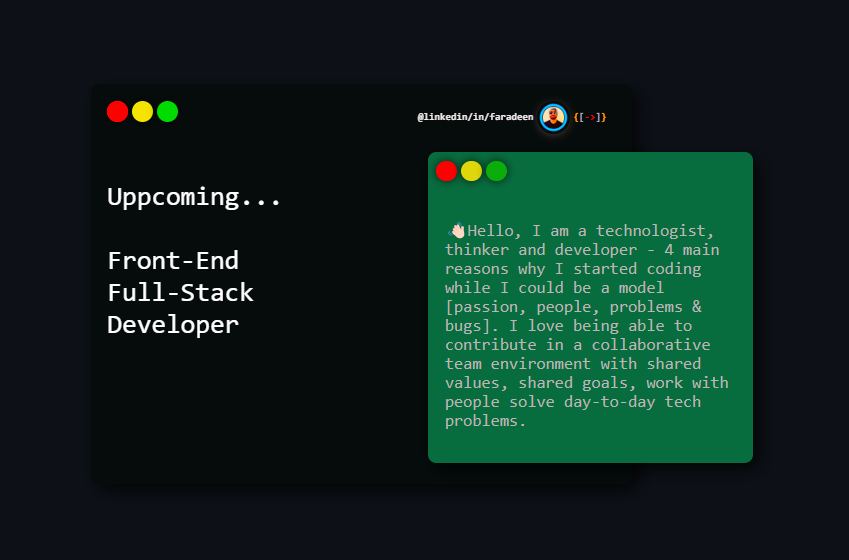 @linkedin/in/faradeen {[->]}
Uppcoming...
Front-End
Full-Stack
Developer
👋🏻Hello, I am a technologist,
thinker and developer - 4 main
reasons why I started coding
while I could be a model
[passion, people, problems &
bugs]. I love being able to
contribute in a collaborative
team environment with shared
values, shared goals, work with
people solve day-to-day tech
problems.